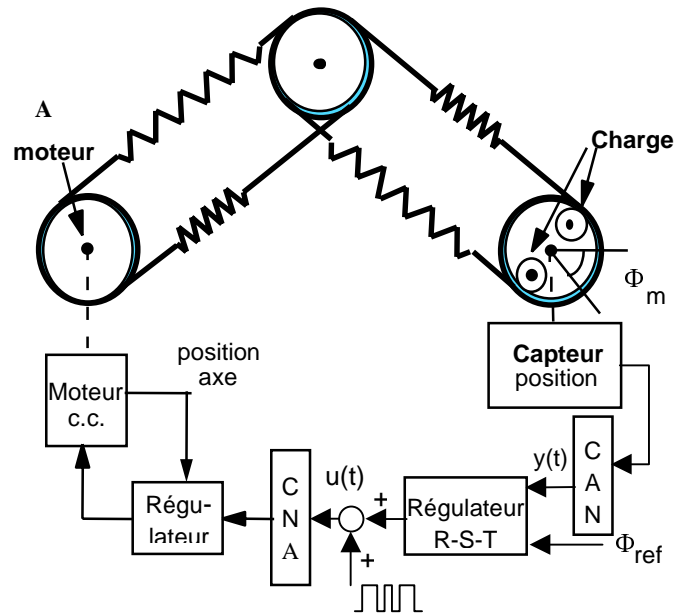 A
moteur
Charge
Φm
Capteur
position
position
axe
Moteur
c.c.
C
A
N
y(t)
u(t)
C
N
A
Régu-
lateur
+
+
Régulateur
R-S-T
Φref